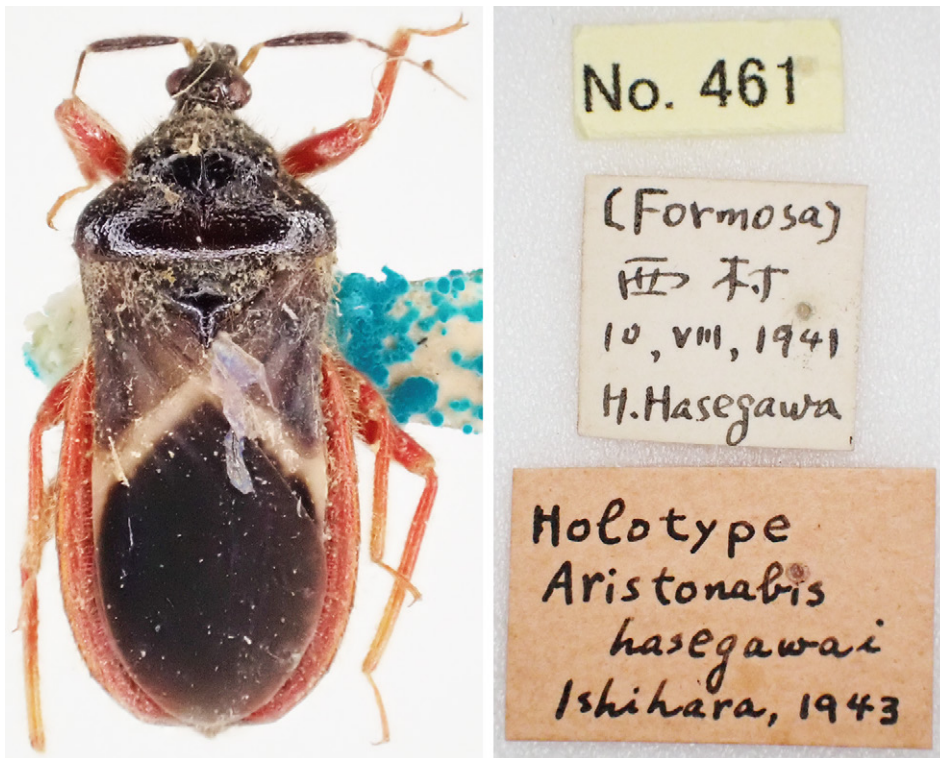 No. 461
(Formosa)
西村
10, VIII, 1941
H.Hasegawa
Holotype
Aristonabis
hasegawai
Ishihara, 1943